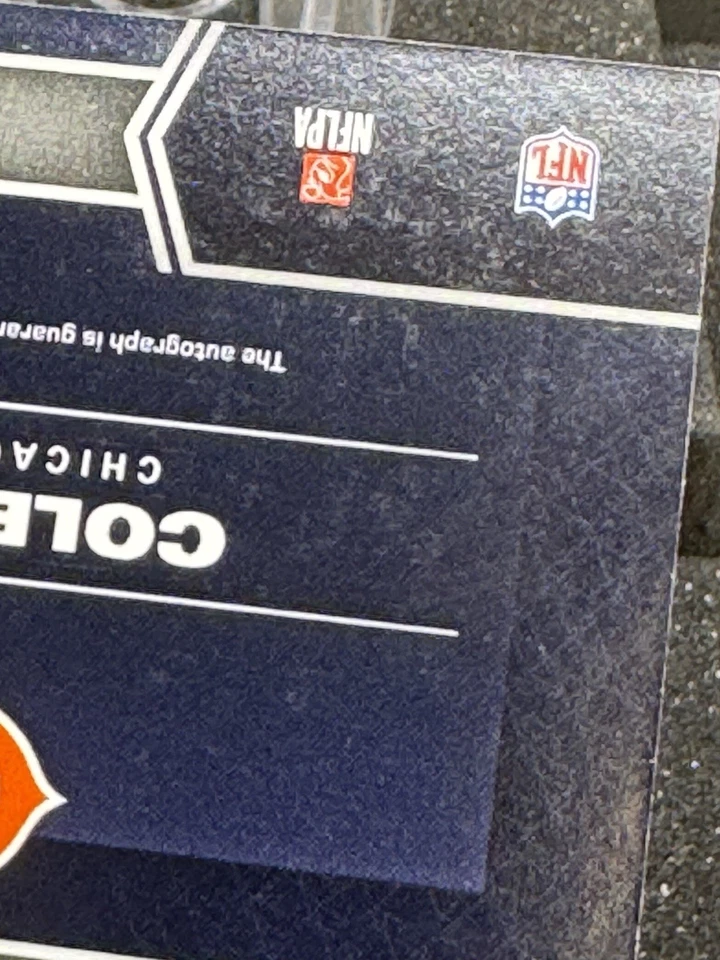 COLE
CHICAG
The autograph is guaran
NFLPA
NFL